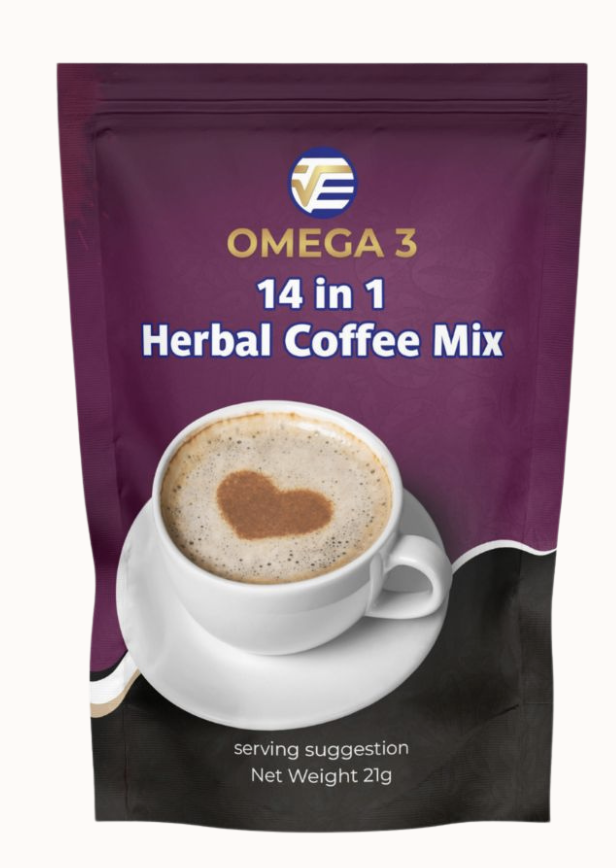 OMEGA 3
14 in 1
Herbal Coffee Mix
serving suggestion
Net Weight 21g